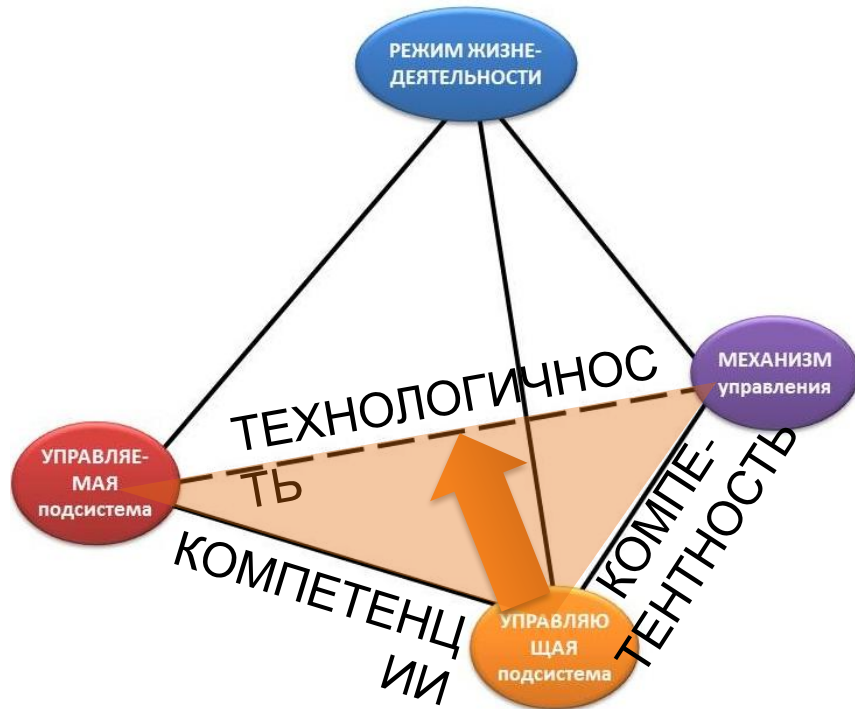 РЕЖИМ ЖИЗНЕ-
ДЕЯТЕЛЬНОСТИ
МЕХАНИЗМ
управления
ТЕХНОЛОГИЧНОС
ТЬ
УПРАВЛЯЕ-
МАЯ
подсистема
КОМПЕ-
ТЕНТНОСТЬ
КОМПЕТЕНЦ
ИИ
УПРАВЛЯЮ
ЩАЯ
подсистема